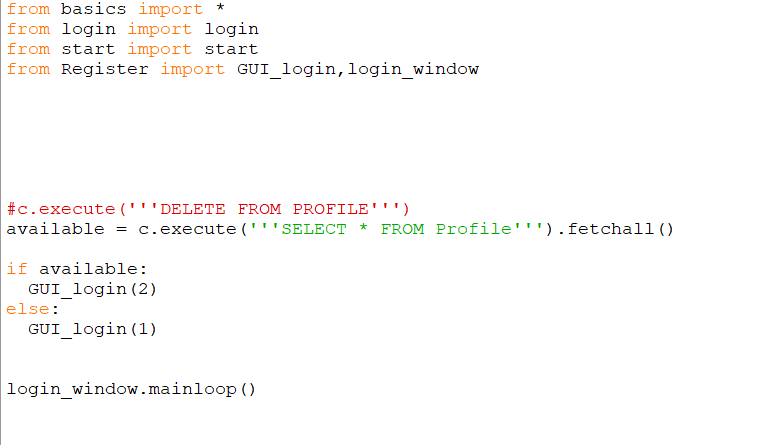 from basics import *
from login import login
from start import start
from Register import GUI_login,login_window
#c.execute('''DELETE FROM PROFILE''')
available = c.execute('''SELECT * FROM Profile''').fetchall()
if available:
  GUI_login(2)
else:
  GUI_login(1)
login_window.mainloop()